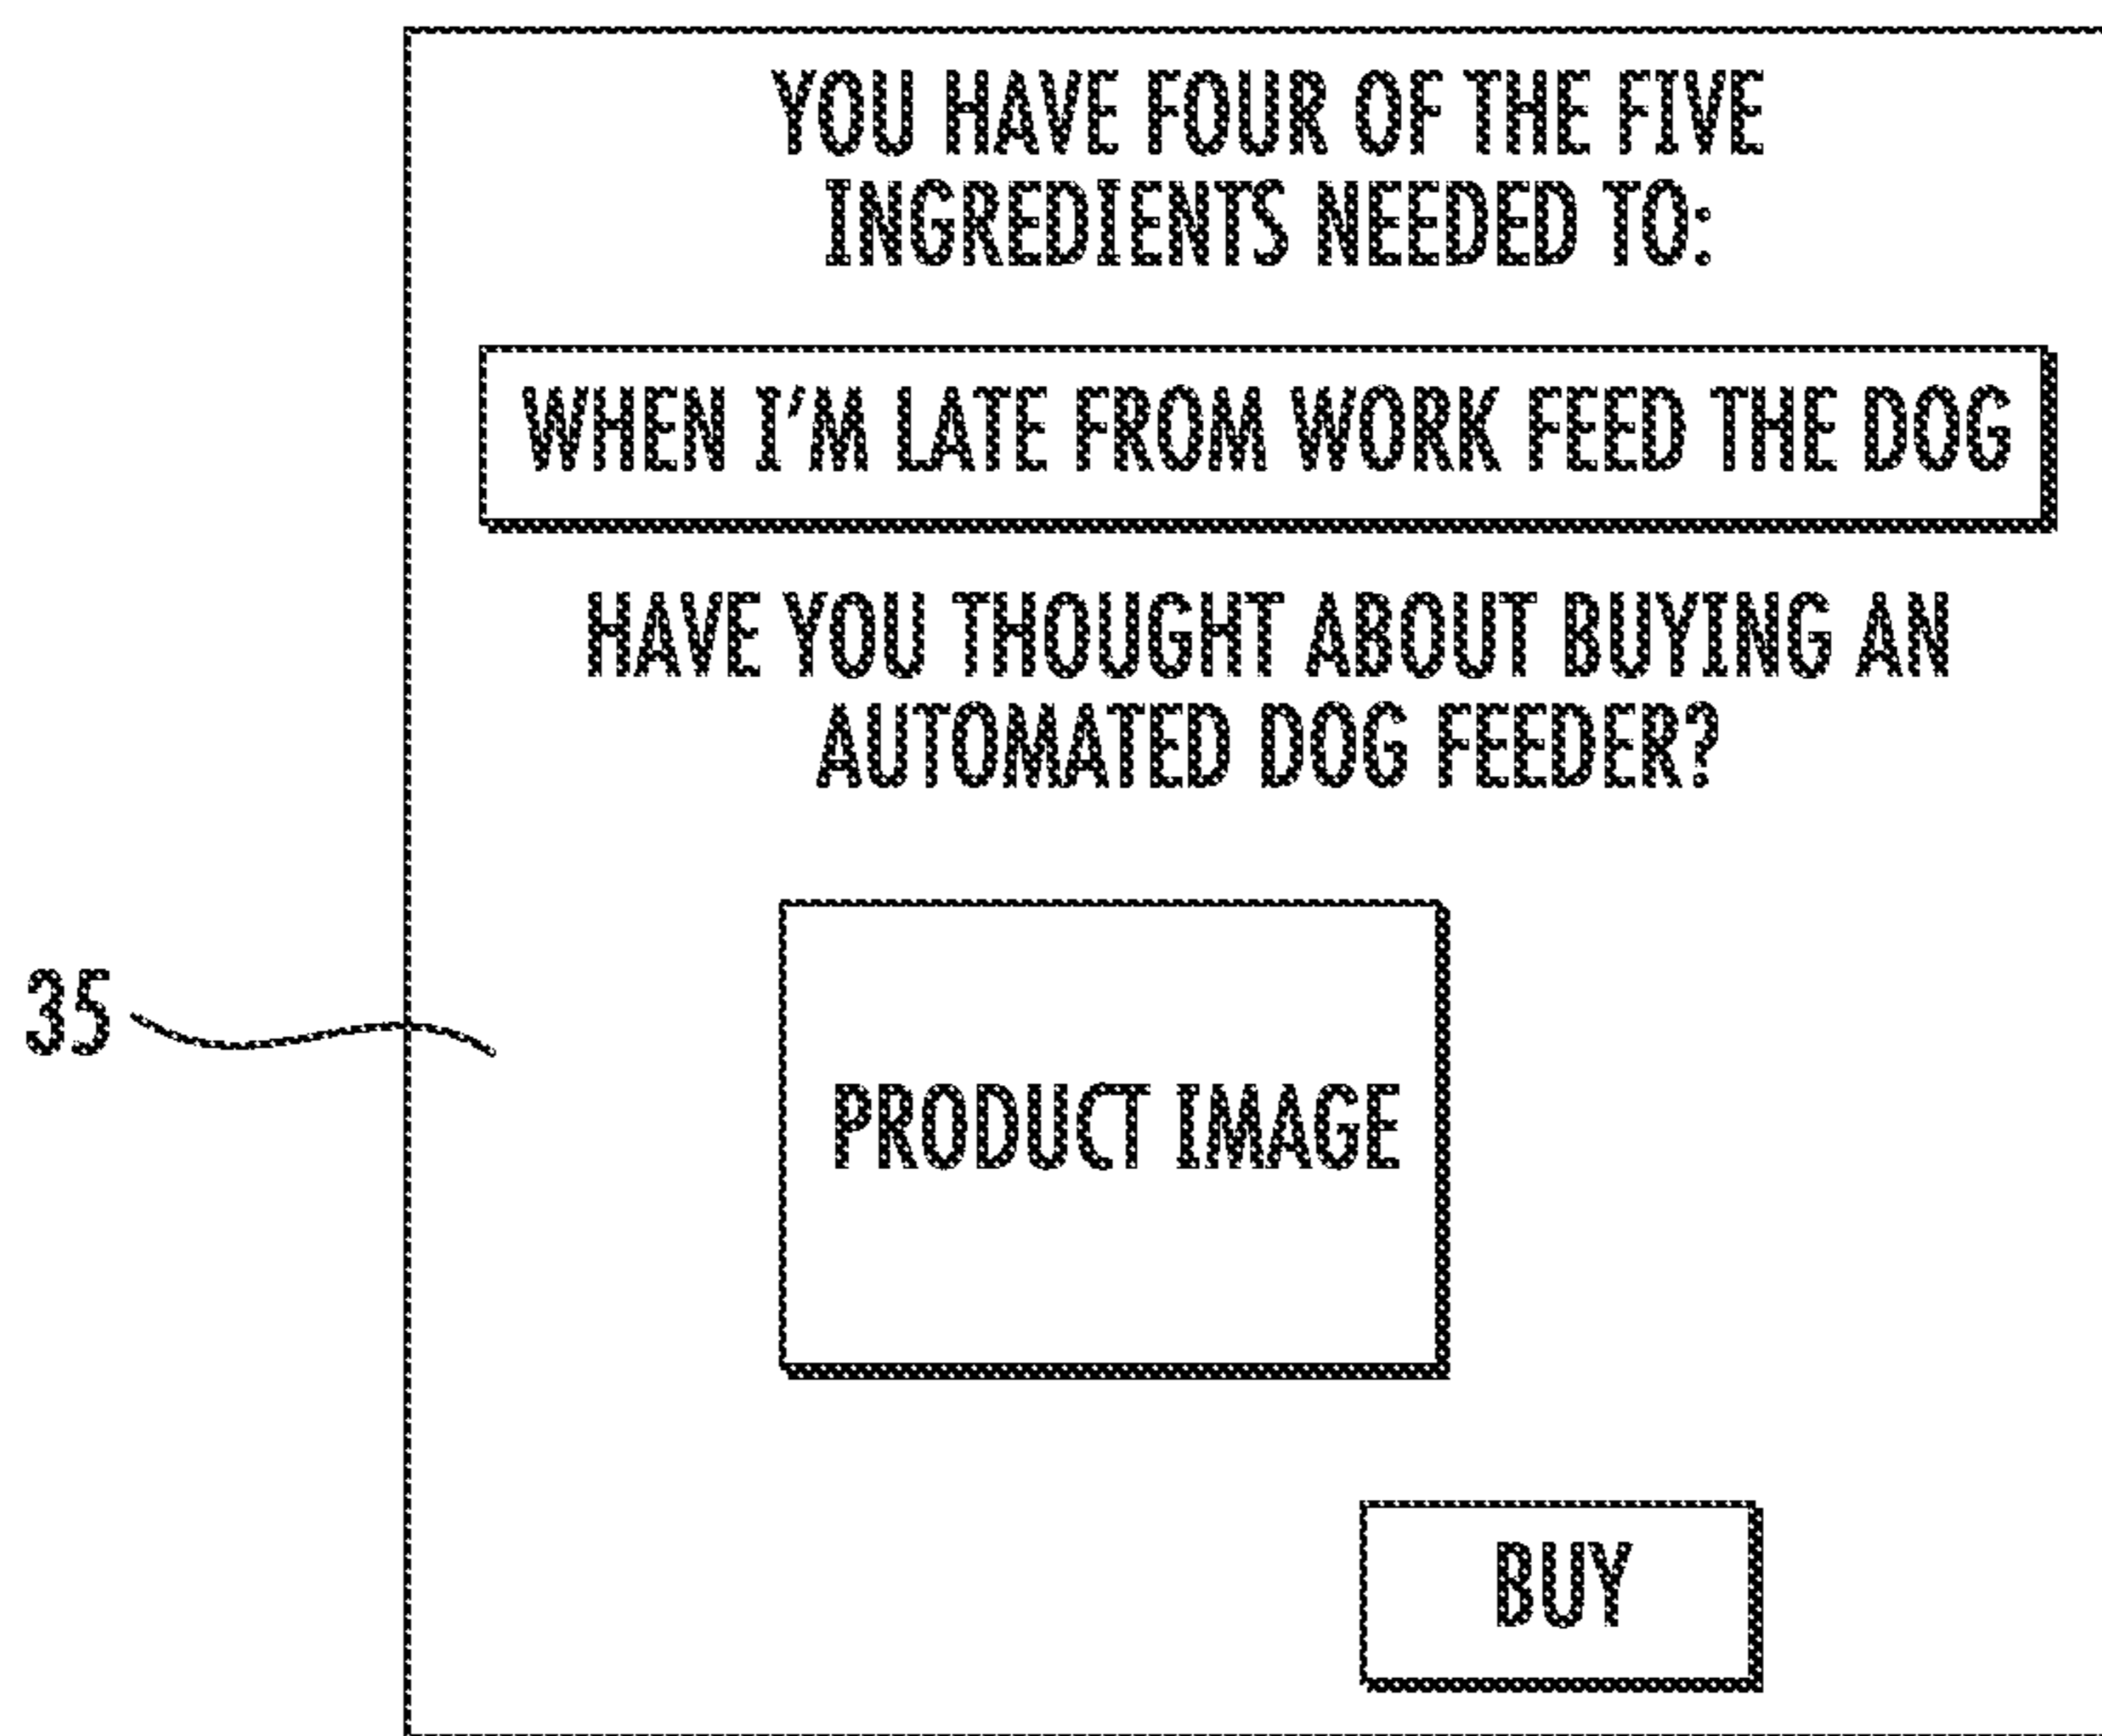 YOU HAVE FOUR OF THE FIVE
INGREDIENTS NEEDED TO:
WHEN I'M LATE FROM WORK FEED THE DOG
HAVE YOU THOUGHT ABOUT BUYING AN
AUTOMATED DOG FEEDER?
35
PRODUCT IMAGE
BUY